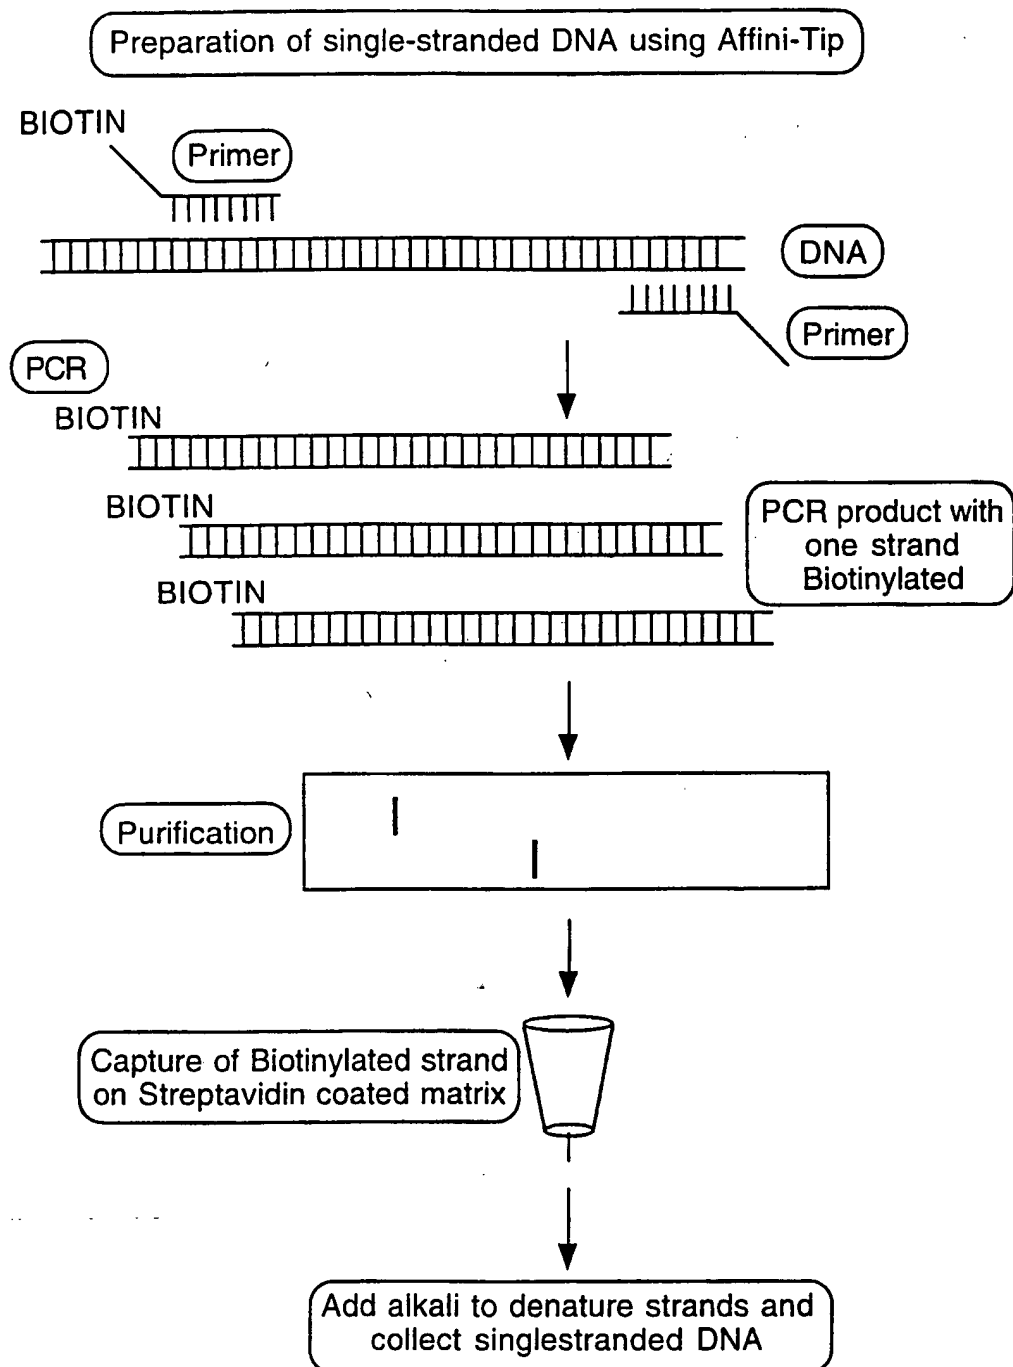 Preparation of single-stranded DNA using Affini-Tip
BIOTIN
Primer
DNA
Primer
PCR
BIOTIN
BIOTIN
PCR product with
one strand
Biotinylated
BIOTIN
Purification
Capture of Biotinylated strand
on Streptavidin coated matrix
Add alkali to denature strands and
collect singlestranded DNA